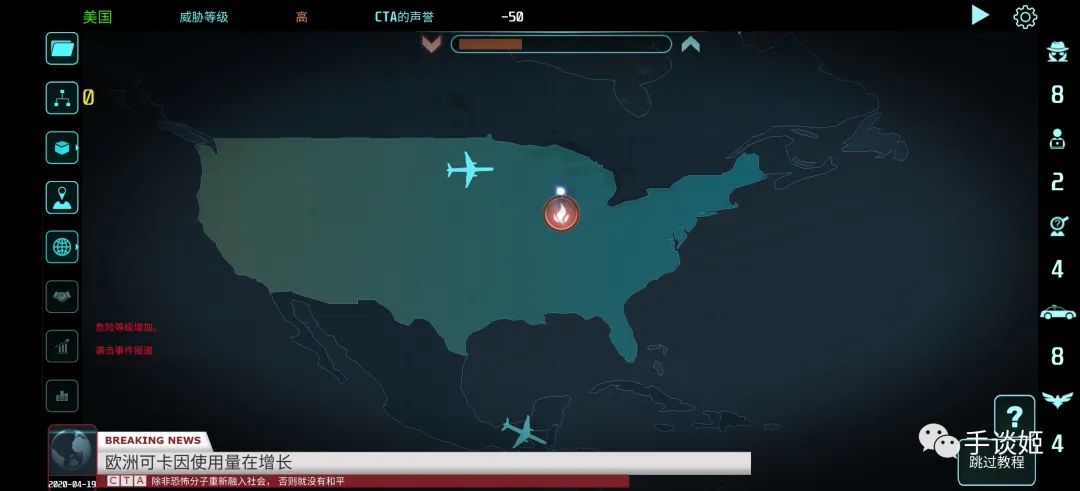 美国 威胁等级 高 CTA的声誉 -50
0
8
2
4
8
4
危险等级增加。
袭击事件报道
?
跳过教程
手谈姬
BREAKING NEWS
欧洲可卡因使用量在增长
2020-04-19
CTA 除非恐怖分子重新融入社会，否则就没有和平